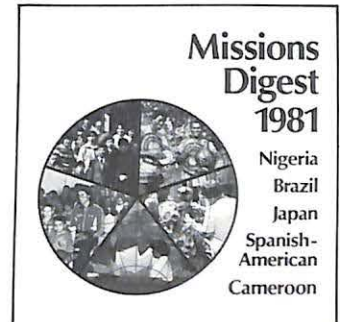 Missions
Digest
1981
Nigeria
Brazil
Japan
Spanish-
American
Cameroon